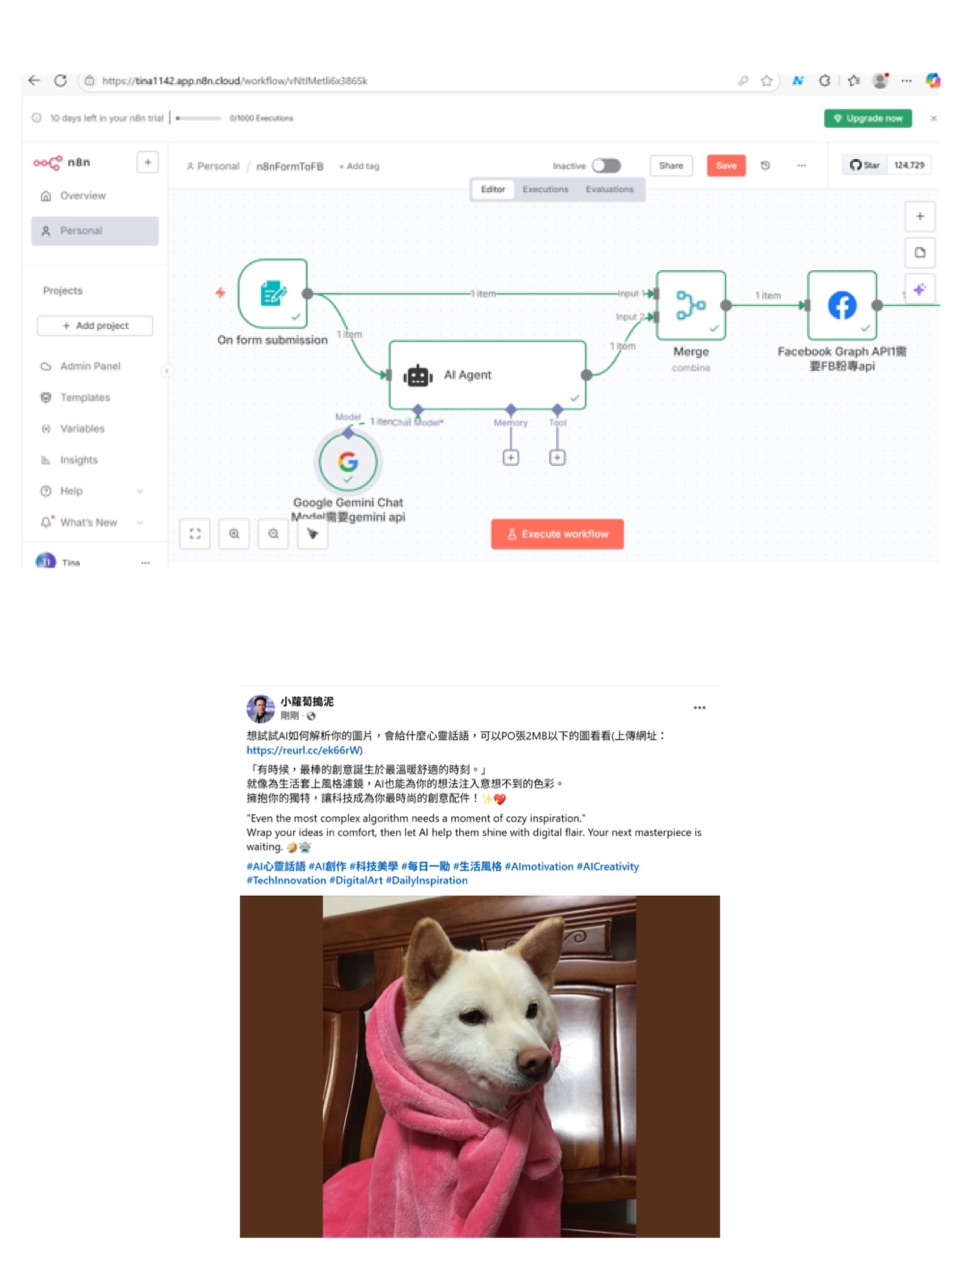 https://tina1142.app.n8n.cloud/workflow/vNtIMetli6x386Sk
10 days left in your n8n trial
0/1000 Executions
Upgrade now
n8n
Personal / n8nFormToFB + Add tag
Inactive
Share
Save
Star 124,729
Editor Executions Evaluations
Overview
Personal
Projects
+ Add project
Admin Panel
Templates
Variables
Insights
Help
What's New
TI Tina
On form submission
1 item
Input 1
Input 2
1 item
1 item
AI Agent
Model
1 item
Chat Model*
Memory
Tool
Google Gemini Chat
Model需要gemini api
Merge
combine
1 item
Facebook Graph API1需
要FB粉專api
Execute workflow
小蘿蔔搗泥
剛剛
想試試AI如何解析你的圖片，會給什麼心靈話語，可以PO張2MB以下的圖看看(上傳網址：
https://reurl.cc/ek66rW)
「有時候，最棒的創意誕生於最溫暖舒適的時刻。」
就像為生活套上風格濾鏡，AI也能為你的想法注入意想不到的色彩。
擁抱你的獨特，讓科技成為你最時尚的創意配件！✨💖
"Even the most complex algorithm needs a moment of cozy inspiration."
Wrap your ideas in comfort, then let AI help them shine with digital flair. Your next masterpiece is
waiting.
#AI心靈話語 #AI創作 #科技美學 #每日一勵 #生活風格 #AImotivation #AICreativity
#TechInnovation #DigitalArt #DailyInspiration